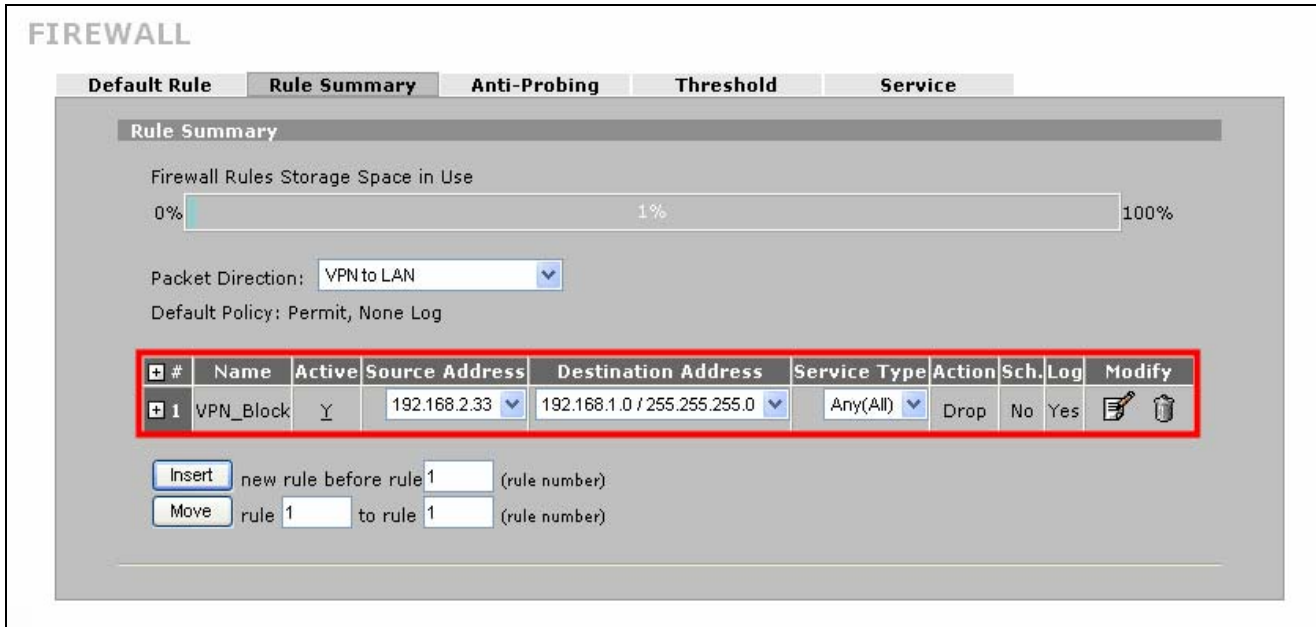 FIREWALL
Default Rule Rule Summary Anti-Probing Threshold Service
Rule Summary
Firewall Rules Storage Space in Use
0% 1% 100%
Packet Direction: VPN to LAN
Default Policy: Permit, None Log
# Name Active Source Address Destination Address Service Type Action Sch. Log Modify
1 VPN_Block Y 192.168.2.33 192.168.1.0 / 255.255.255.0 Any(All) Drop No Yes
Insert new rule before rule 1 (rule number)
Move rule 1 to rule 1 (rule number)